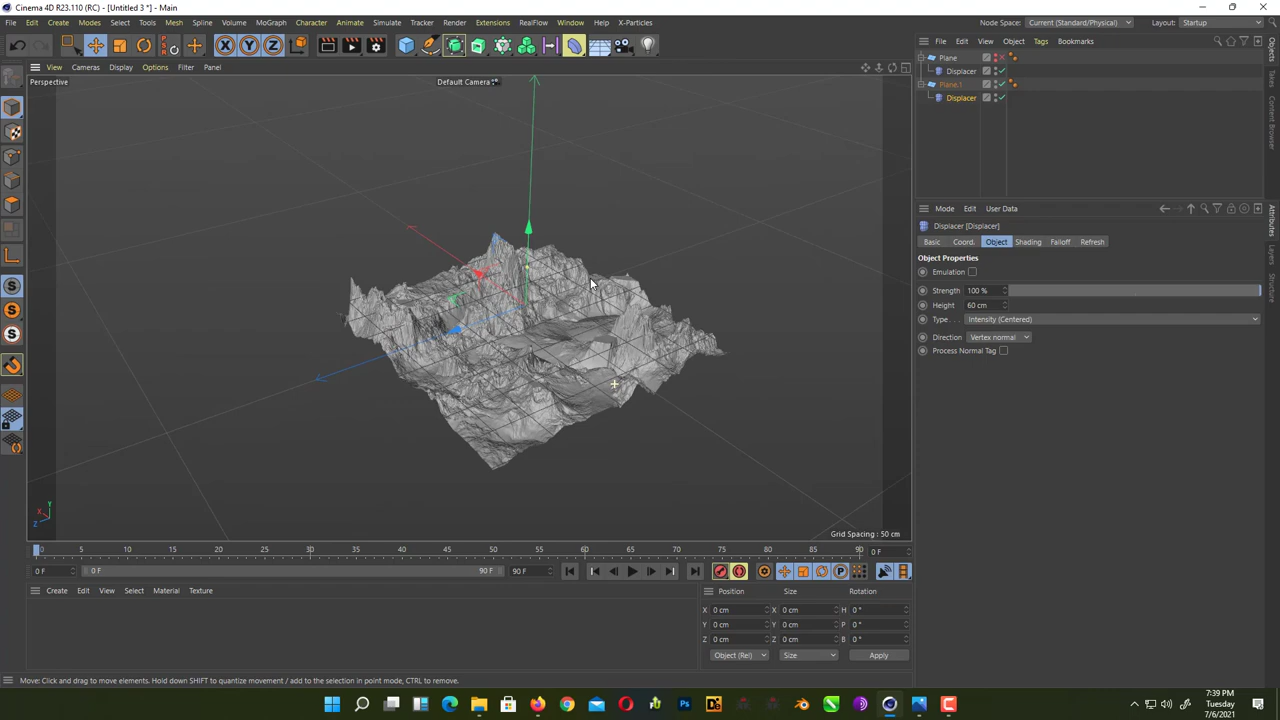 Cinema 4D R23.110 (RC) - [Untitled 3 *] - Main
File Edit Create Modes Select Tools Mesh Spline Volume MoGraph Character Animate Simulate Tracker Render Extensions Window Help RealFlow X-Particles Node Space: Current (Standard/Physical) Layout: Startup
X Y Z
File Edit View Object Tags Bookmarks
View Cameras Display Options Filter Panel
Perspective
Default Camera
Plane
Displacer
Plane.1
Displacer
Objects
Takes
Content Browser
Mode Edit User Data
Displacer [Displacer]
Basic Coord. Object Shading Falloff Refresh
Object Properties
Emulation
Strength 100 %
Height 60 cm
Type . . . Intensity (Centered)
Direction Vertex normal
Process Normal Tag
Attributes
Layers
Structure
Y
X
Z
Grid Spacing : 50 cm
0 5 10 15 20 25 30 35 40 45 50 55 60 65 70 75 80 85 90 0 F
0 F 0 F 90 F 90 F
Create Edit View Select Material Texture
Position Size Rotation
X 0 cm X 0 cm H 0 °
Y 0 cm Y 0 cm P 0 °
Z 0 cm Z 0 cm B 0 °
Object (Rel) Size Apply
Move: Click and drag to move elements. Hold down SHIFT to quantize movement / add to the selection in point mode, CTRL to remove.
7:39 PM
Tuesday
7/6/2021